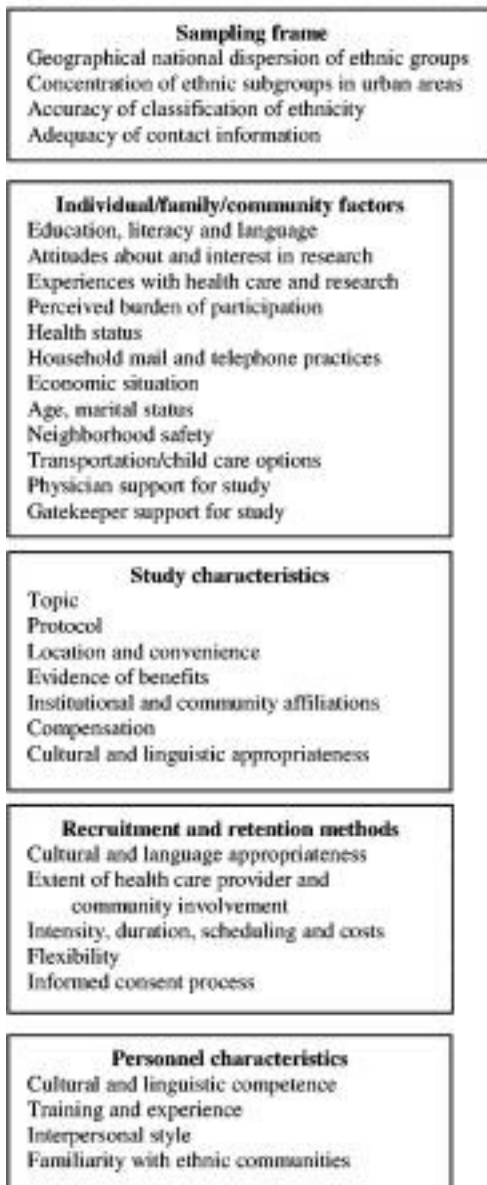 Sampling frame
Geographical national dispersion of ethnic groups
Concentration of ethnic subgroups in urban areas
Accuracy of classification of ethnicity
Adequacy of contact information
Individual/family/community factors
Education, literacy and language
Attitudes about and interest in research
Experiences with health care and research
Perceived burden of participation
Health status
Household mail and telephone practices
Economic situation
Age, marital status
Neighborhood safety
Transportation/child care options
Physician support for study
Gatekeeper support for study
Study characteristics
Topic
Protocol
Location and convenience
Evidence of benefits
Institutional and community affiliations
Compensation
Cultural and linguistic appropriateness
Recruitment and retention methods
Cultural and language appropriateness
Extent of health care provider and
community involvement
Intensity, duration, scheduling and costs
Flexibility
Informed consent process
Personnel characteristics
Cultural and linguistic competence
Training and experience
Interpersonal style
Familiarity with ethnic communities